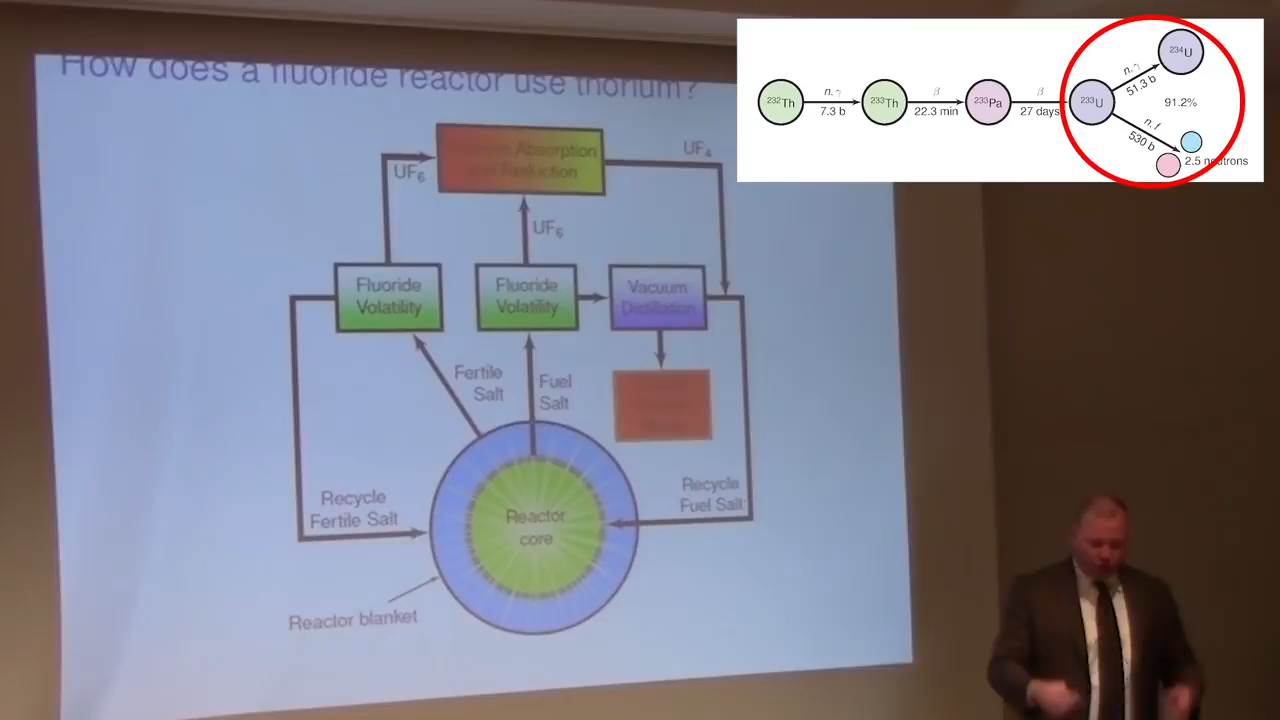 How does a fluoride reactor use thorium?
Absorption
and Reduction
UF₆
UF₄
UF₆
Fluoride
Volatility
Fluoride
Volatility
Vacuum
Distillation
Fertile
Salt
Fuel
Salt
Recycle
Fertile Salt
Recycle
Fuel Salt
Reactor
core
Reactor blanket
²³²Th
n,γ
7.3 b
²³³Th
β
22.3 min
²³³Pa
β
27 days
²³³U
n,γ
51.3 b
²³⁴U
91.2%
n,f
530 b
2.5 neutrons